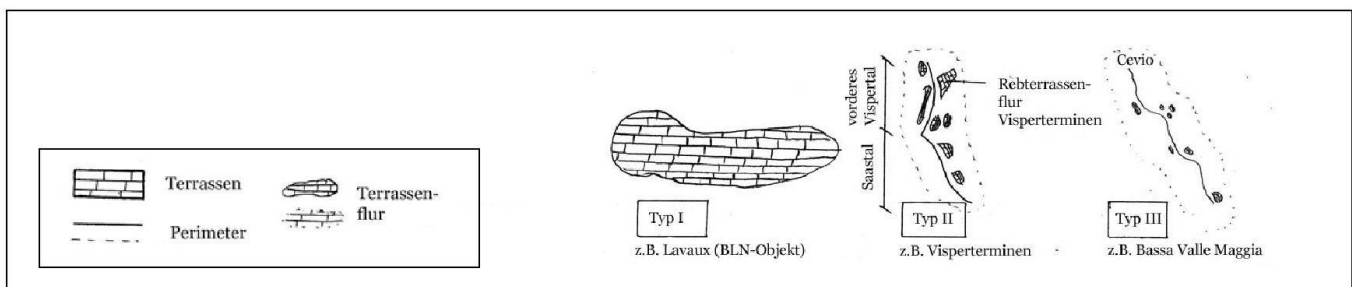 Terrassen
Perimeter
Terrassen-
flur
vorderes
Vispertal
Saastal
Rebterrassen-
flur
Visperterminen
Cevio
Typ I
z.B. Lavaux (BLN-Objekt)
Typ II
z.B. Visperterminen
Typ III
z.B. Bassa Valle Maggia